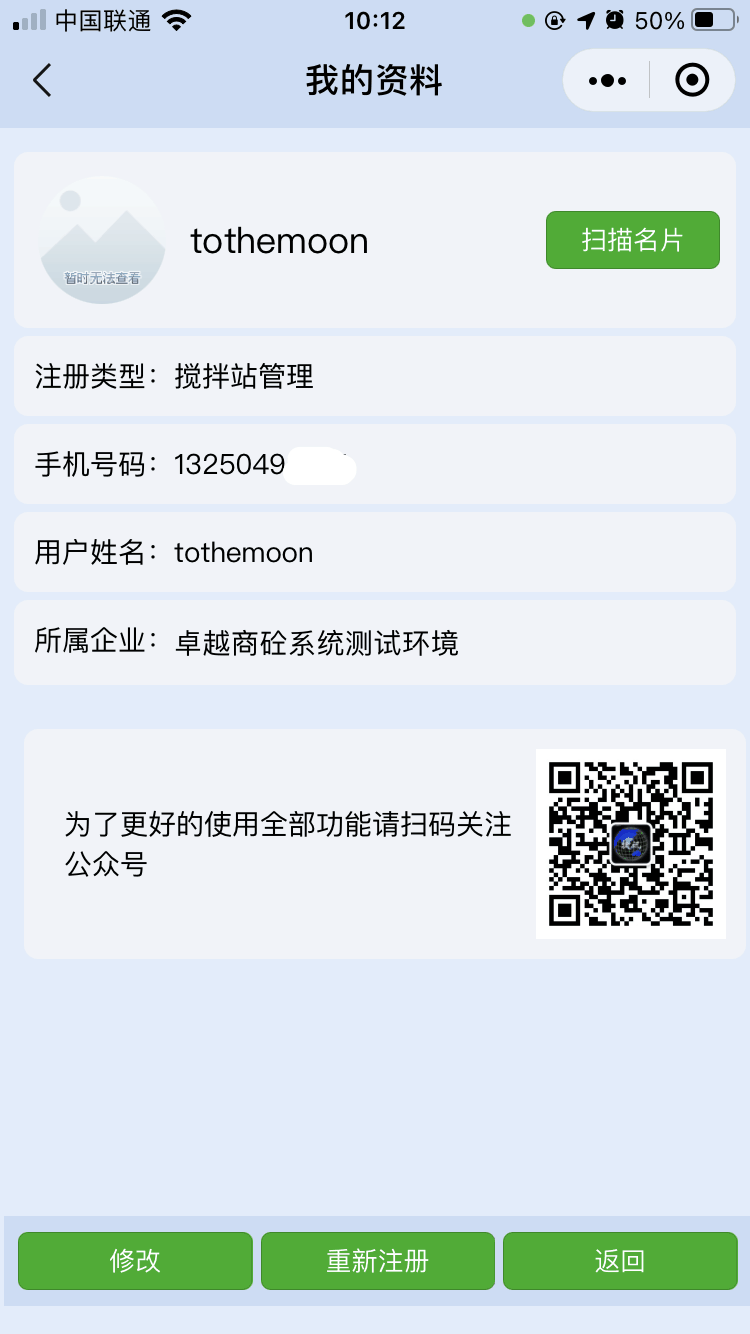 中国联通 10:12 50%
我的资料
暂时无法查看
tothemoon
扫描名片
注册类型：搅拌站管理
手机号码：1325049
用户姓名：tothemoon
所属企业：卓越商砼系统测试环境
为了更好的使用全部功能请扫码关注
公众号
修改 重新注册 返回